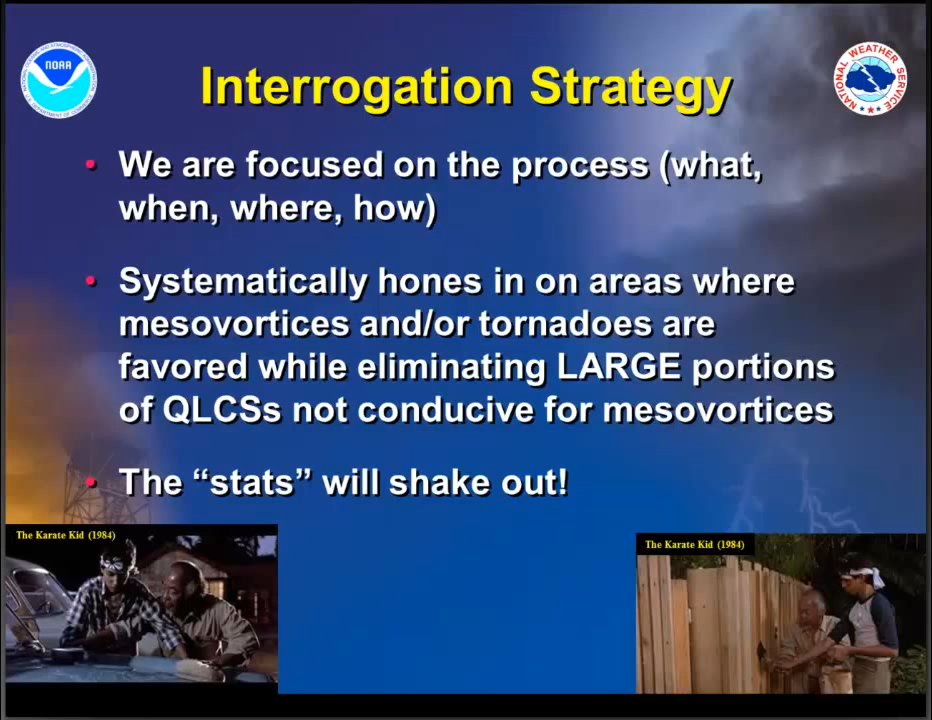 NOAA
NATIONAL WEATHER SERVICE
Interrogation Strategy
• We are focused on the process (what,
when, where, how)
• Systematically hones in on areas where
mesovortices and/or tornadoes are
favored while eliminating LARGE portions
of QLCSs not conducive for mesovortices
• The “stats” will shake out!
The Karate Kid (1984)
The Karate Kid (1984)